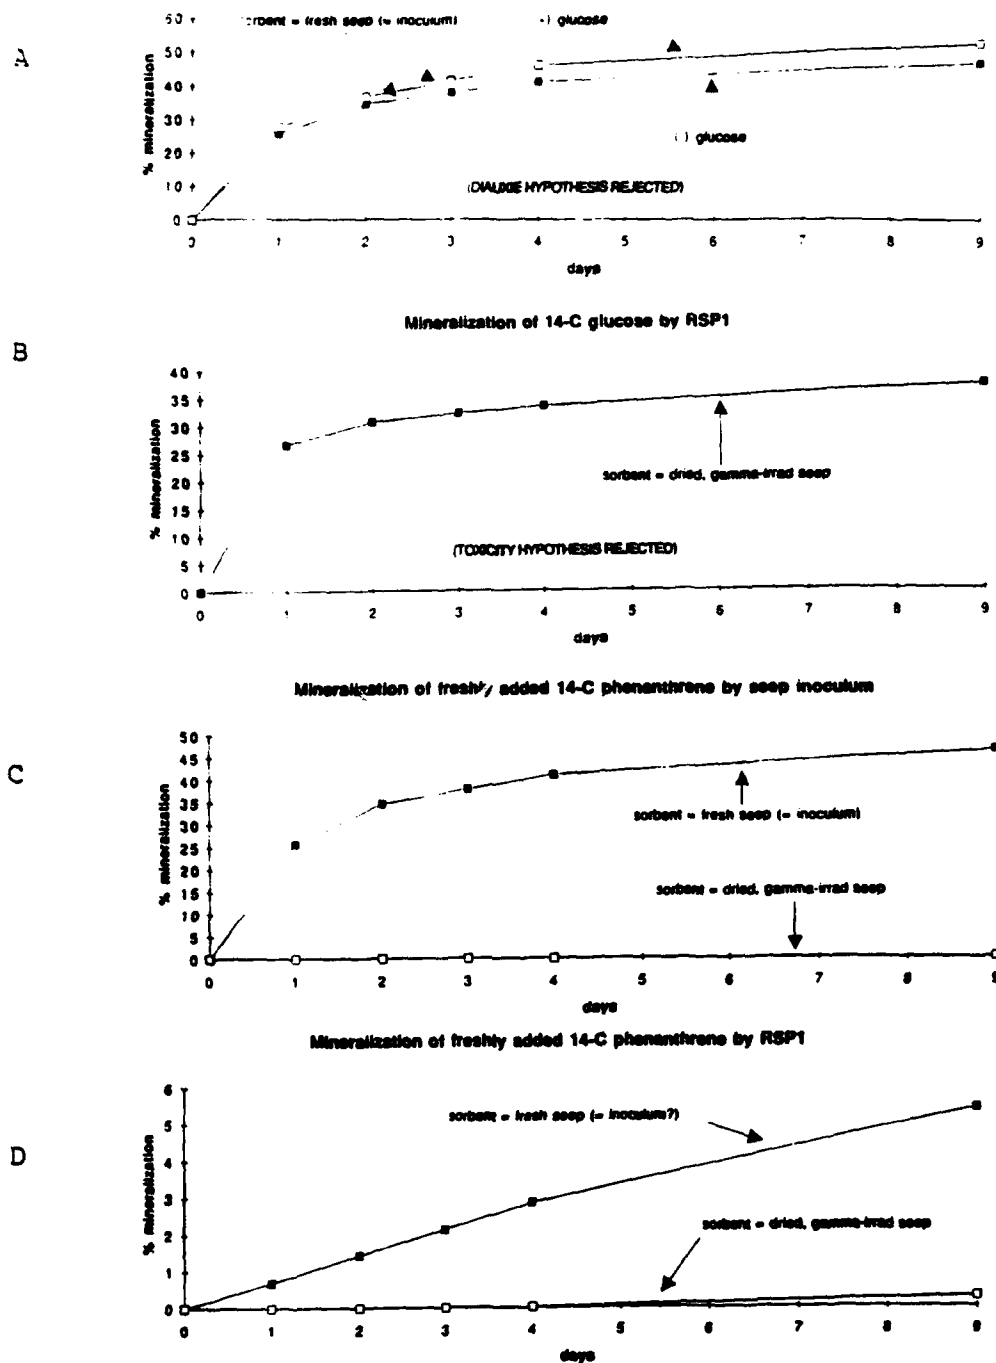 A
60
sorbent = fresh seep (= inoculum)
) glucose
50
40
30
20
10
0
% mineralization
( ) glucose
(DIAUXIE HYPOTHESIS REJECTED)
0 1 2 3 4 5 6 7 8 9
days
Mineralization of 14-C glucose by RSP1
B
40
35
30
25
20
15
10
5
0
% mineralization
sorbent = dried, gamma-irrad seep
(TOXICITY HYPOTHESIS REJECTED)
0 1 2 3 4 5 6 7 8 9
days
Mineralization of freshly added 14-C phenanthrene by seep inoculum
C
50
45
40
35
30
25
20
15
10
5
0
% mineralization
sorbent = fresh seep (= inoculum)
sorbent = dried, gamma-irrad seep
0 1 2 3 4 5 6 7 8 9
days
Mineralization of freshly added 14-C phenanthrene by RSP1
D
6
5
4
3
2
1
0
% mineralization
sorbent = fresh seep (= inoculum?)
sorbent = dried, gamma-irrad seep
0 1 2 3 4 5 6 7 8 9
days